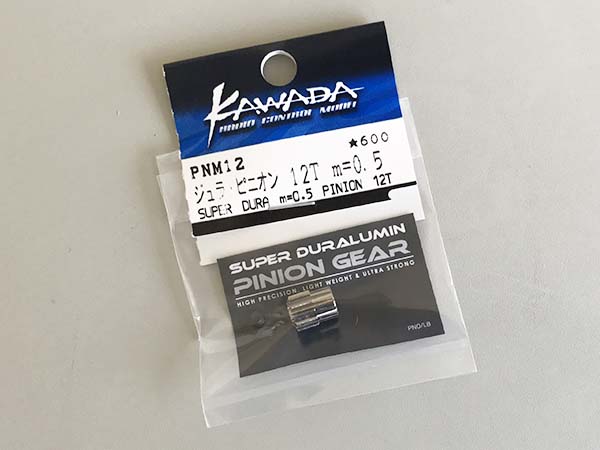 KAWADA
RADIO CONTROL MODEL
PNM12 ★600
ジュラ・ピニオン 12T m=0.5
SUPER DURA m=0.5 PINION 12T
SUPER DURALUMIN
PINION GEAR
HIGH PRECISION, LIGHT WEIGHT & ULTRA STRONG
PND/LB